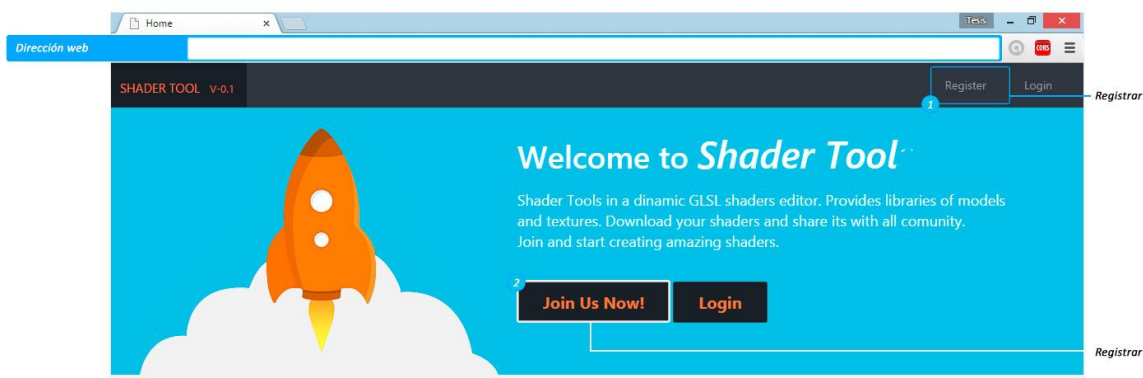 Home
Tesis
Dirección web
CORS
SHADER TOOL V-0.1
Register
Login
1
Registrar
Welcome to Shader Tool
Shader Tools in a dinamic GLSL shaders editor. Provides libraries of models
and textures. Download your shaders and share its with all comunity.
Join and start creating amazing shaders.
2
Join Us Now!
Login
Registrar